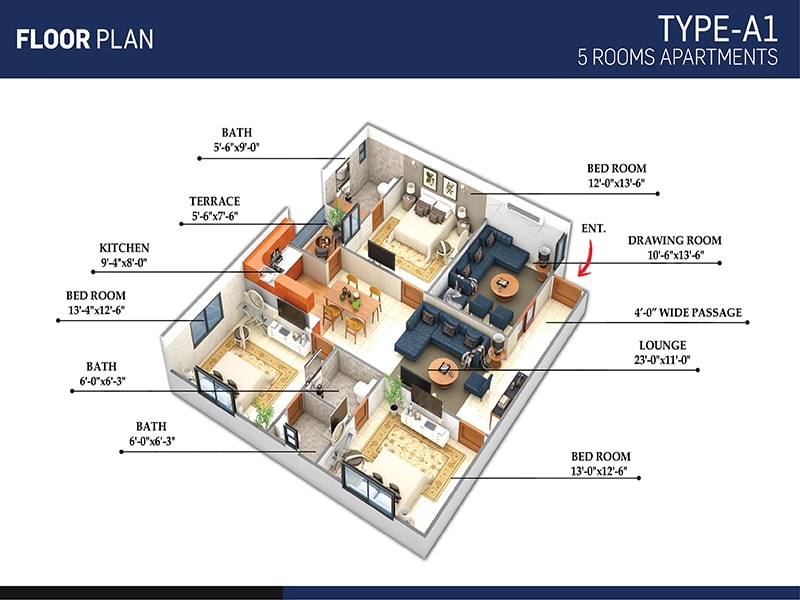 FLOOR PLAN
TYPE-A1
5 ROOMS APARTMENTS
BATH
5'-6"x9'-0"
TERRACE
5'-6"x7'-6"
KITCHEN
9'-4"x8'-0"
BED ROOM
13'-4"x12'-6"
BATH
6'-0"x6'-3"
BATH
6'-0"x6'-3"
BED ROOM
12'-0"x13'-6"
ENT.
DRAWING ROOM
10'-6"x13'-6"
4'-0" WIDE PASSAGE
LOUNGE
23'-0"x11'-0"
BED ROOM
13'-0"x12'-6"